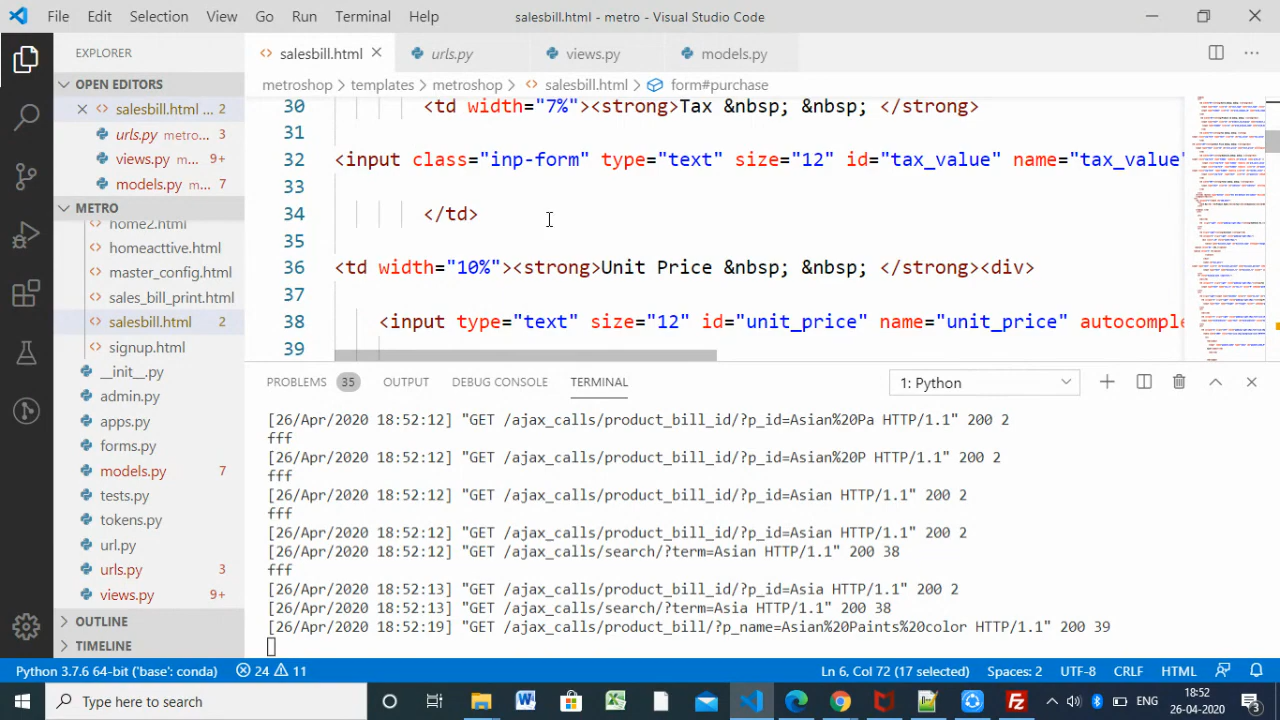 File Edit Selection View Go Run Terminal Help salesbill.html - metro - Visual Studio Code
EXPLORER
salesbill.html
urls.py
views.py
models.py
OPEN EDITORS
metroshop > templates > metroshop > salesbill.html > form#purchase
salesbill.html 2
metro... 3
views.py m... 9+
m... 7
homeacttive.html
master_config.html
sales_bill_print.html
salesbill.html 2
__init__.py
admin.py
apps.py
forms.py
models.py 7
tests.py
tokens.py
url.py
urls.py 3
views.py 9+
OUTLINE
TIMELINE
30 <td width="7%"><strong>Tax &nbsp; &nbsp; </strong>
31
32 <input class="inp-form" type="text" size="12" id="tax_ name="tax_value"
33
34 </td>
35
36 width="10% Unit Price &nbsp; &nbsp; </strong><div>
37
38 <input type="text" size="12" id="unit_price" name="unit_price" autocomple
39
PROBLEMS 35 OUTPUT DEBUG CONSOLE TERMINAL 1: Python
[26/Apr/2020 18:52:12] "GET /ajax_calls/product_bill_id/?p_id=Asian%20Pa HTTP/1.1" 200 2
fff
[26/Apr/2020 18:52:12] "GET /ajax_calls/product_bill_id/?p_id=Asian%20P HTTP/1.1" 200 2
fff
[26/Apr/2020 18:52:12] "GET /ajax_calls/product_bill_id/?p_id=Asian HTTP/1.1" 200 2
fff
[26/Apr/2020 18:52:12] "GET /ajax_calls/product_bill_id/?p_id=Asian HTTP/1.1" 200 2
[26/Apr/2020 18:52:12] "GET /ajax_calls/search/?term=Asian HTTP/1.1" 200 38
fff
[26/Apr/2020 18:52:13] "GET /ajax_calls/product_bill_id/?p_id=Asia HTTP/1.1" 200 2
[26/Apr/2020 18:52:13] "GET /ajax_calls/search/?term=Asia HTTP/1.1" 200 38
[26/Apr/2020 18:52:19] "GET /ajax_calls/product_bill/?p_name=Asian%20Paints%20color HTTP/1.1" 200 39
Python 3.7.6 64-bit ('base': conda) 24 11 Ln 6, Col 72 (17 selected) Spaces: 2 UTF-8 CRLF HTML
Type here to search
ENG
18:52
26-04-2020
3